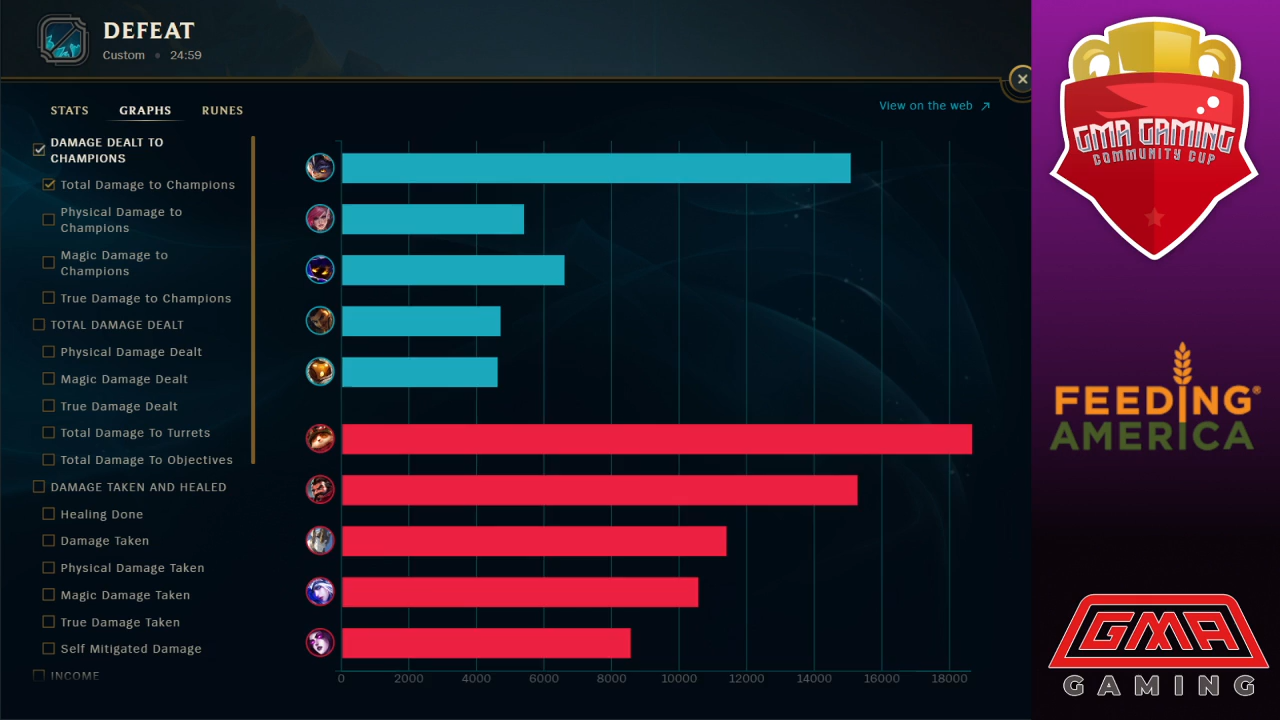 DEFEAT
Custom • 24:59
STATS GRAPHS RUNES
View on the web
DAMAGE DEALT TO
CHAMPIONS
Total Damage to Champions
Physical Damage to
Champions
Magic Damage to
Champions
True Damage to Champions
TOTAL DAMAGE DEALT
Physical Damage Dealt
Magic Damage Dealt
True Damage Dealt
Total Damage To Turrets
Total Damage To Objectives
DAMAGE TAKEN AND HEALED
Healing Done
Damage Taken
Physical Damage Taken
Magic Damage Taken
True Damage Taken
Self Mitigated Damage
INCOME
0 2000 4000 6000 8000 10000 12000 14000 16000 18000
GMA GAMING
COMMUNITY CUP
FEEDING®
AMERICA
GMA
GAMING